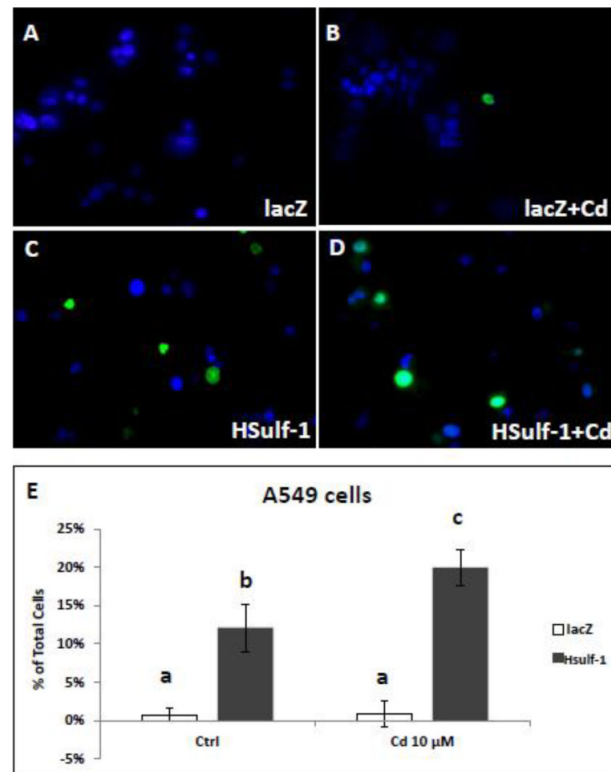 A
lacZ
B
lacZ+Cd
C
HSulf-1
D
HSulf-1+Cd
E
A549 cells
% of Total Cells
25%
20%
15%
10%
5%
0%
-5%
a
b
a
c
Ctrl
Cd 10 µM
lacZ
Hsulf-1